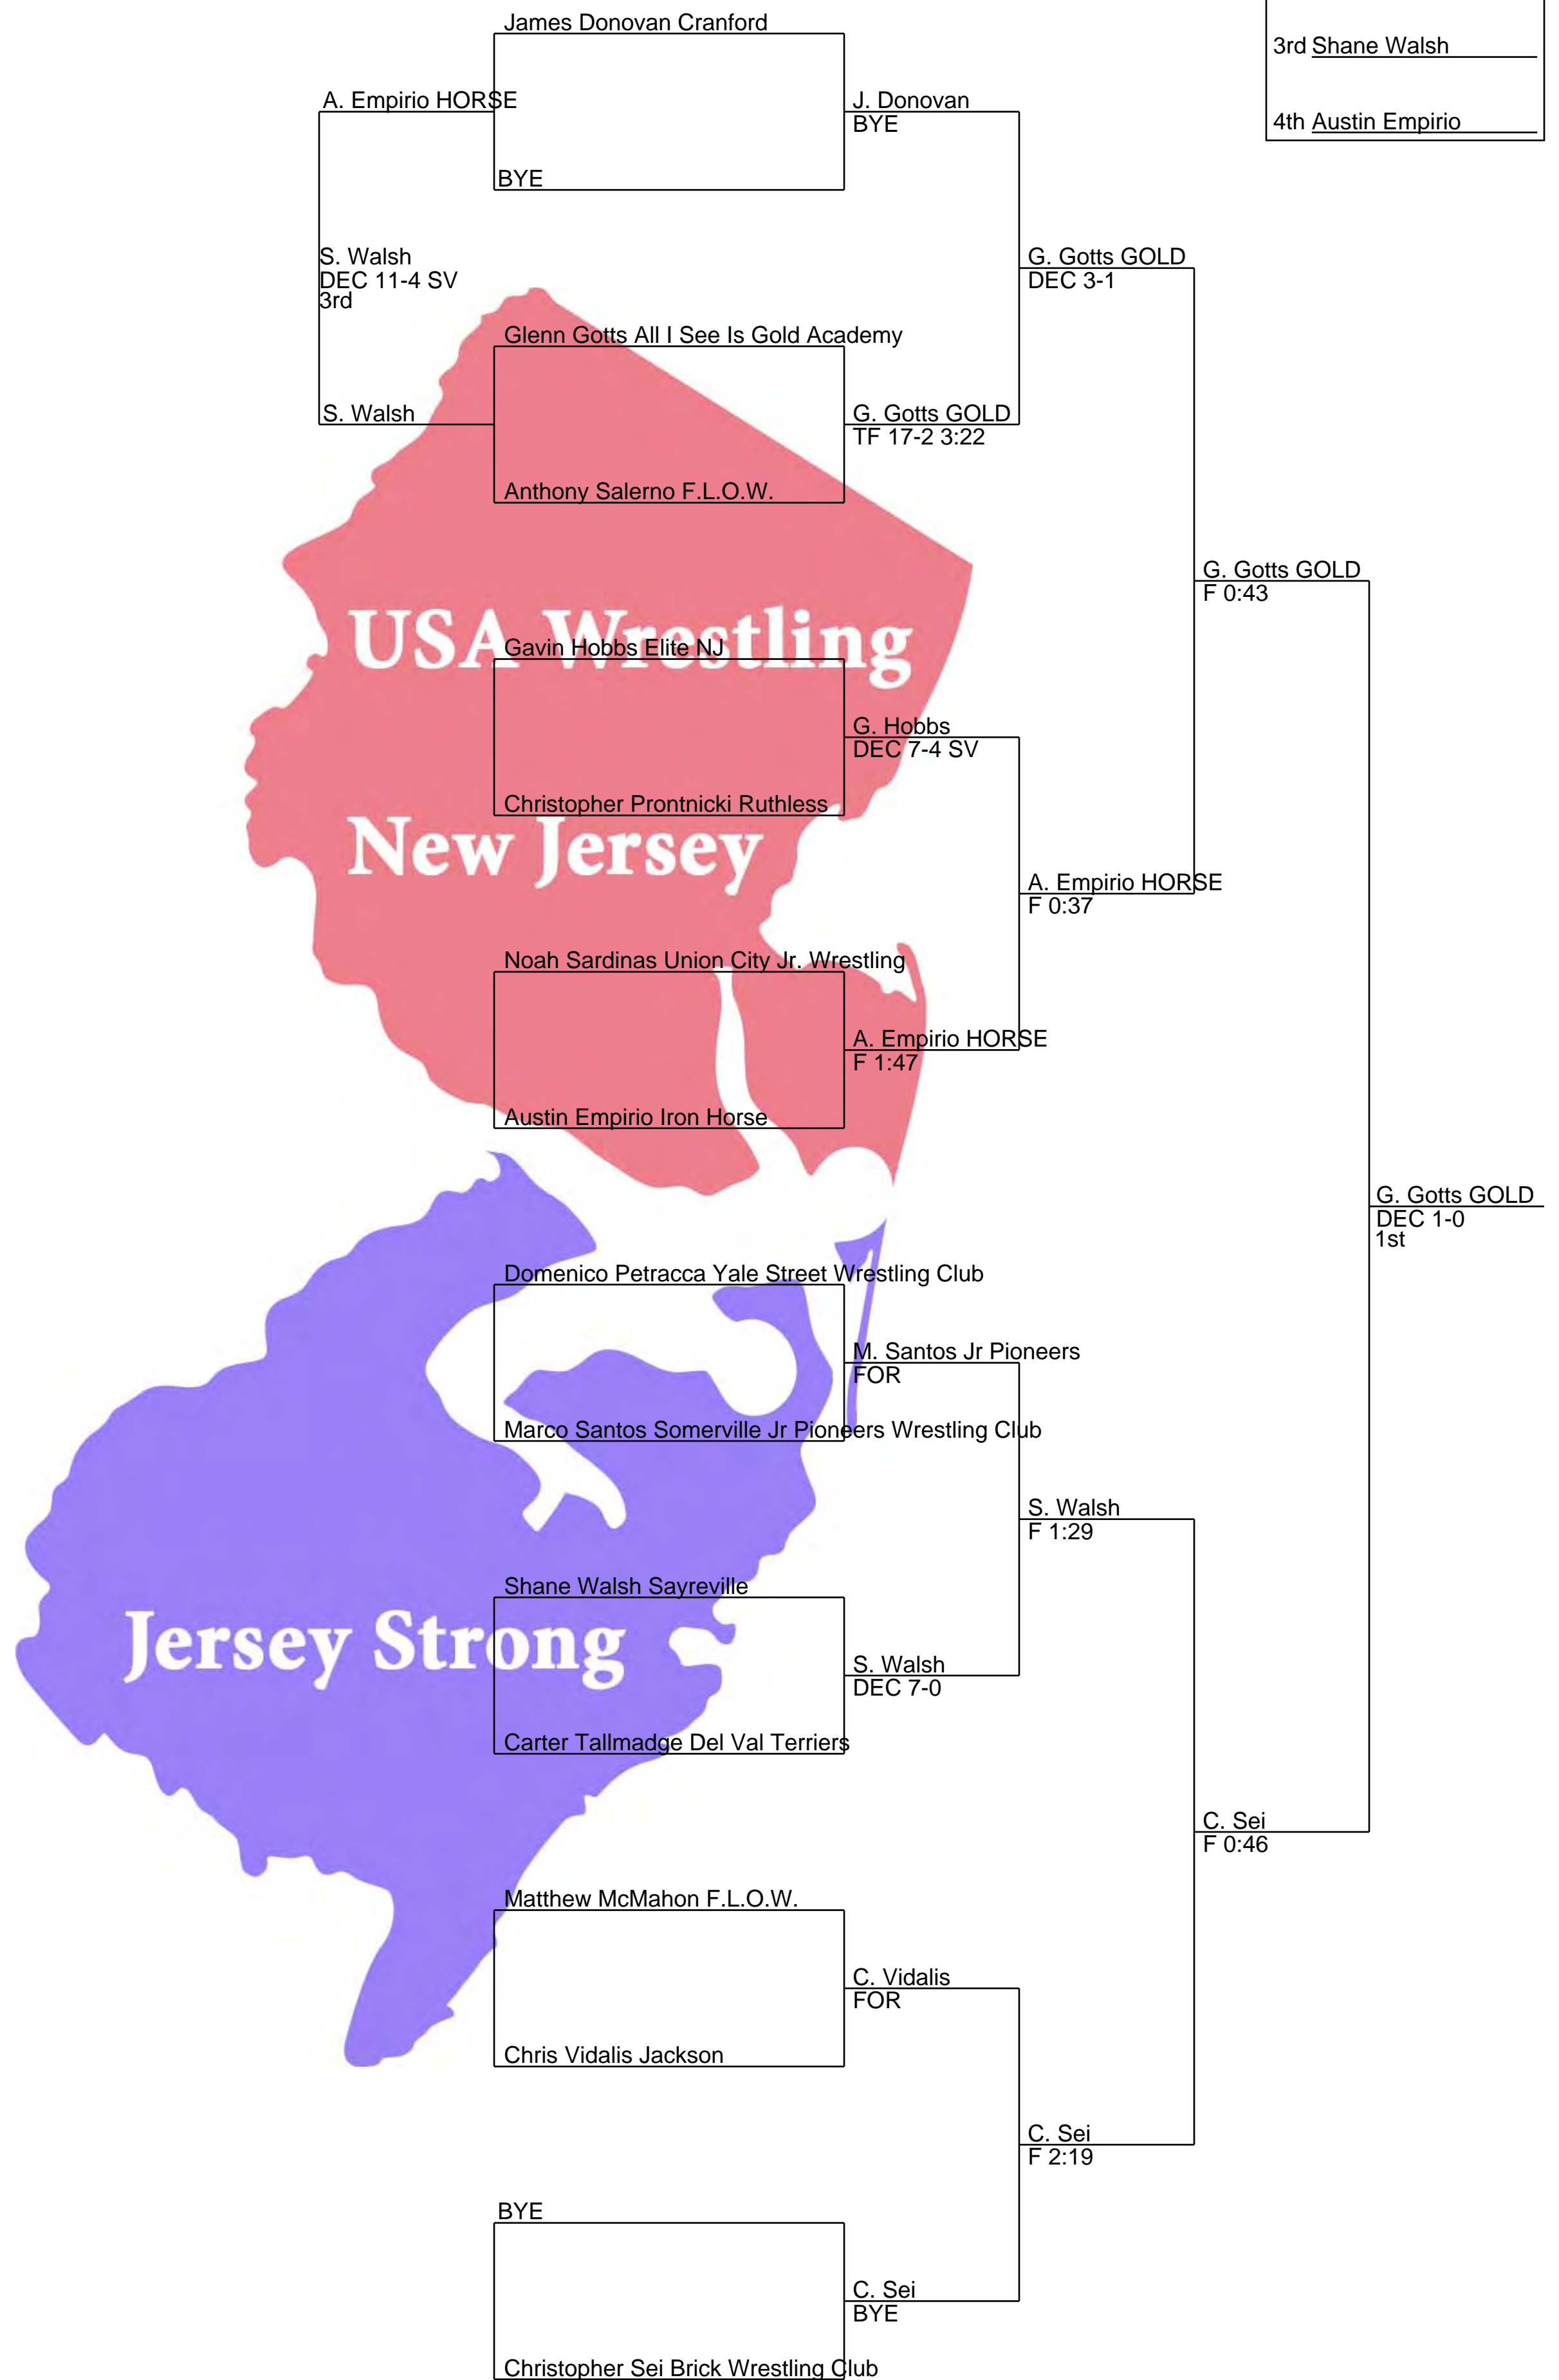 James Donovan Cranford
3rd Shane Walsh
A. Empirio HORSE
J. Donovan
BYE
4th Austin Empirio
BYE
S. Walsh
DEC 11-4 SV
3rd
G. Gotts GOLD
DEC 3-1
Glenn Gotts All I See Is Gold Academy
S. Walsh
G. Gotts GOLD
TF 17-2 3:22
Anthony Salerno F.L.O.W.
G. Gotts GOLD
F 0:43
USA Wrestling
Gavin Hobbs Elite NJ
G. Hobbs
DEC 7-4 SV
Christopher Prontnicki Ruthless
New Jersey
A. Empirio HORSE
F 0:37
Noah Sardinas Union City Jr. Wrestling
A. Empirio HORSE
F 1:47
Austin Empirio Iron Horse
G. Gotts GOLD
DEC 1-0
1st
Domenico Petracca Yale Street Wrestling Club
M. Santos Jr Pioneers
FOR
Marco Santos Somerville Jr Pioneers Wrestling Club
S. Walsh
F 1:29
Shane Walsh Sayreville
Jersey Strong
S. Walsh
DEC 7-0
Carter Tallmadge Del Val Terriers
C. Sei
F 0:46
Matthew McMahon F.L.O.W.
C. Vidalis
FOR
Chris Vidalis Jackson
C. Sei
F 2:19
BYE
C. Sei
BYE
Christopher Sei Brick Wrestling Club